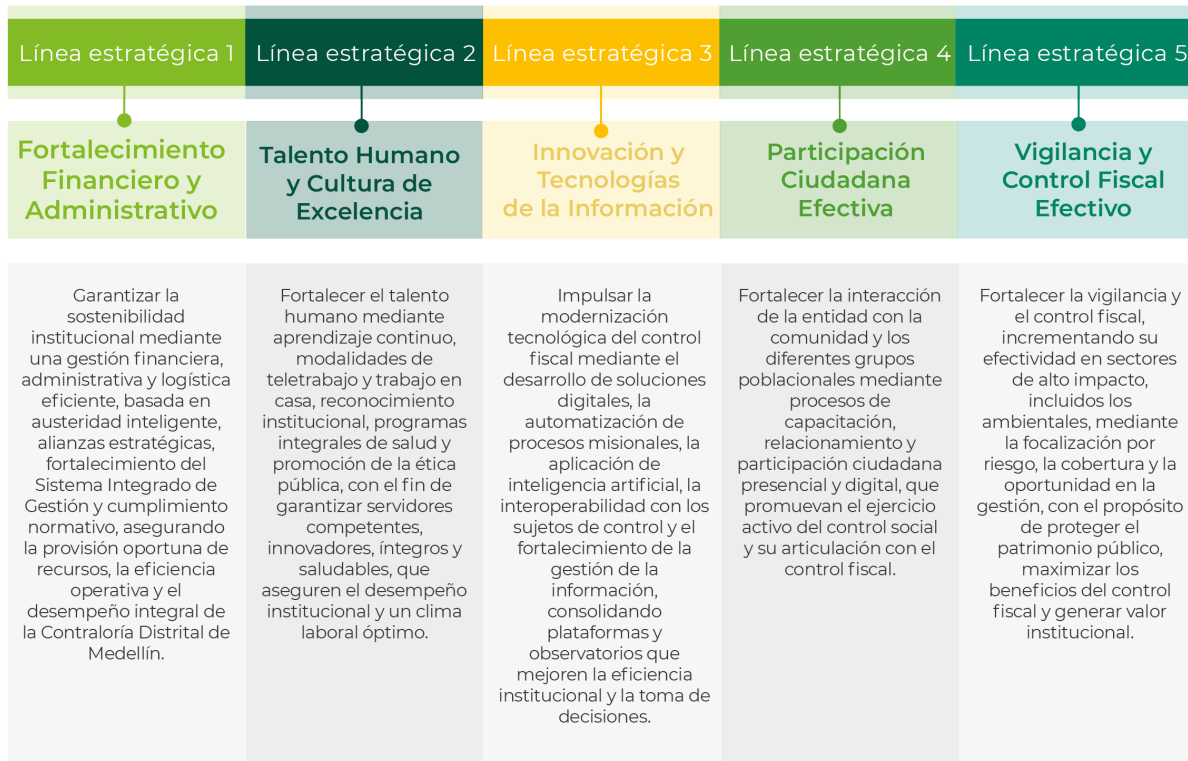 Línea estratégica 1
Línea estratégica 2
Línea estratégica 3
Línea estratégica 4
Línea estratégica 5
Fortalecimiento
Financiero y
Administrativo
Talento Humano
y Cultura de
Excelencia
Innovación y
Tecnologías
de la Información
Participación
Ciudadana
Efectiva
Vigilancia y
Control Fiscal
Efectivo
Garantizar la
sostenibilidad
institucional mediante
una gestión financiera,
administrativa y logística
eficiente, basada en
austeridad inteligente,
alianzas estratégicas,
fortalecimiento del
Sistema Integrado de
Gestión y cumplimiento
normativo, asegurando
la provisión oportuna de
recursos, la eficiencia
operativa y el
desempeño integral de
la Contraloría Distrital de
Medellín.
Fortalecer el talento
humano mediante
aprendizaje continuo,
modalidades de
teletrabajo y trabajo en
casa, reconocimiento
institucional, programas
integrales de salud y
promoción de la ética
pública, con el fin de
garantizar servidores
competentes,
innovadores, íntegros y
saludables, que
aseguren el desempeño
institucional y un clima
laboral óptimo.
Impulsar la
modernización
tecnológica del control
fiscal mediante el
desarrollo de soluciones
digitales, la
automatización de
procesos misionales, la
aplicación de
inteligencia artificial, la
interoperabilidad con los
sujetos de control y el
fortalecimiento de la
gestión de la
información,
consolidando
plataformas y
observatorios que
mejoren la eficiencia
institucional y la toma de
decisiones.
Fortalecer la interacción
de la entidad con la
comunidad y los
diferentes grupos
poblacionales mediante
procesos de
capacitación,
relacionamiento y
participación ciudadana
presencial y digital, que
promuevan el ejercicio
activo del control social
y su articulación con el
control fiscal.
Fortalecer la vigilancia y
el control fiscal,
incrementando su
efectividad en sectores
de alto impacto,
incluidos los
ambientales, mediante
la focalización por
riesgo, la cobertura y la
oportunidad en la
gestión, con el propósito
de proteger el
patrimonio público,
maximizar los
beneficios del control
fiscal y generar valor
institucional.